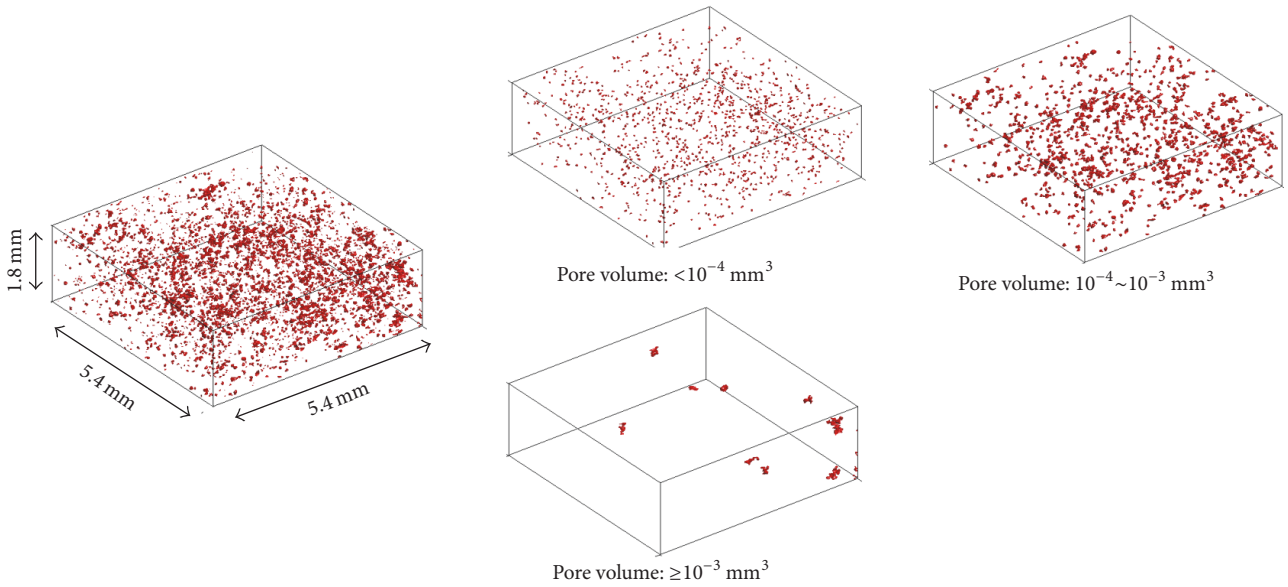 1.8 mm
5.4 mm
5.4 mm
Pore volume: <10⁻⁴ mm³
Pore volume: 10⁻⁴~10⁻³ mm³
Pore volume: ≥10⁻³ mm³